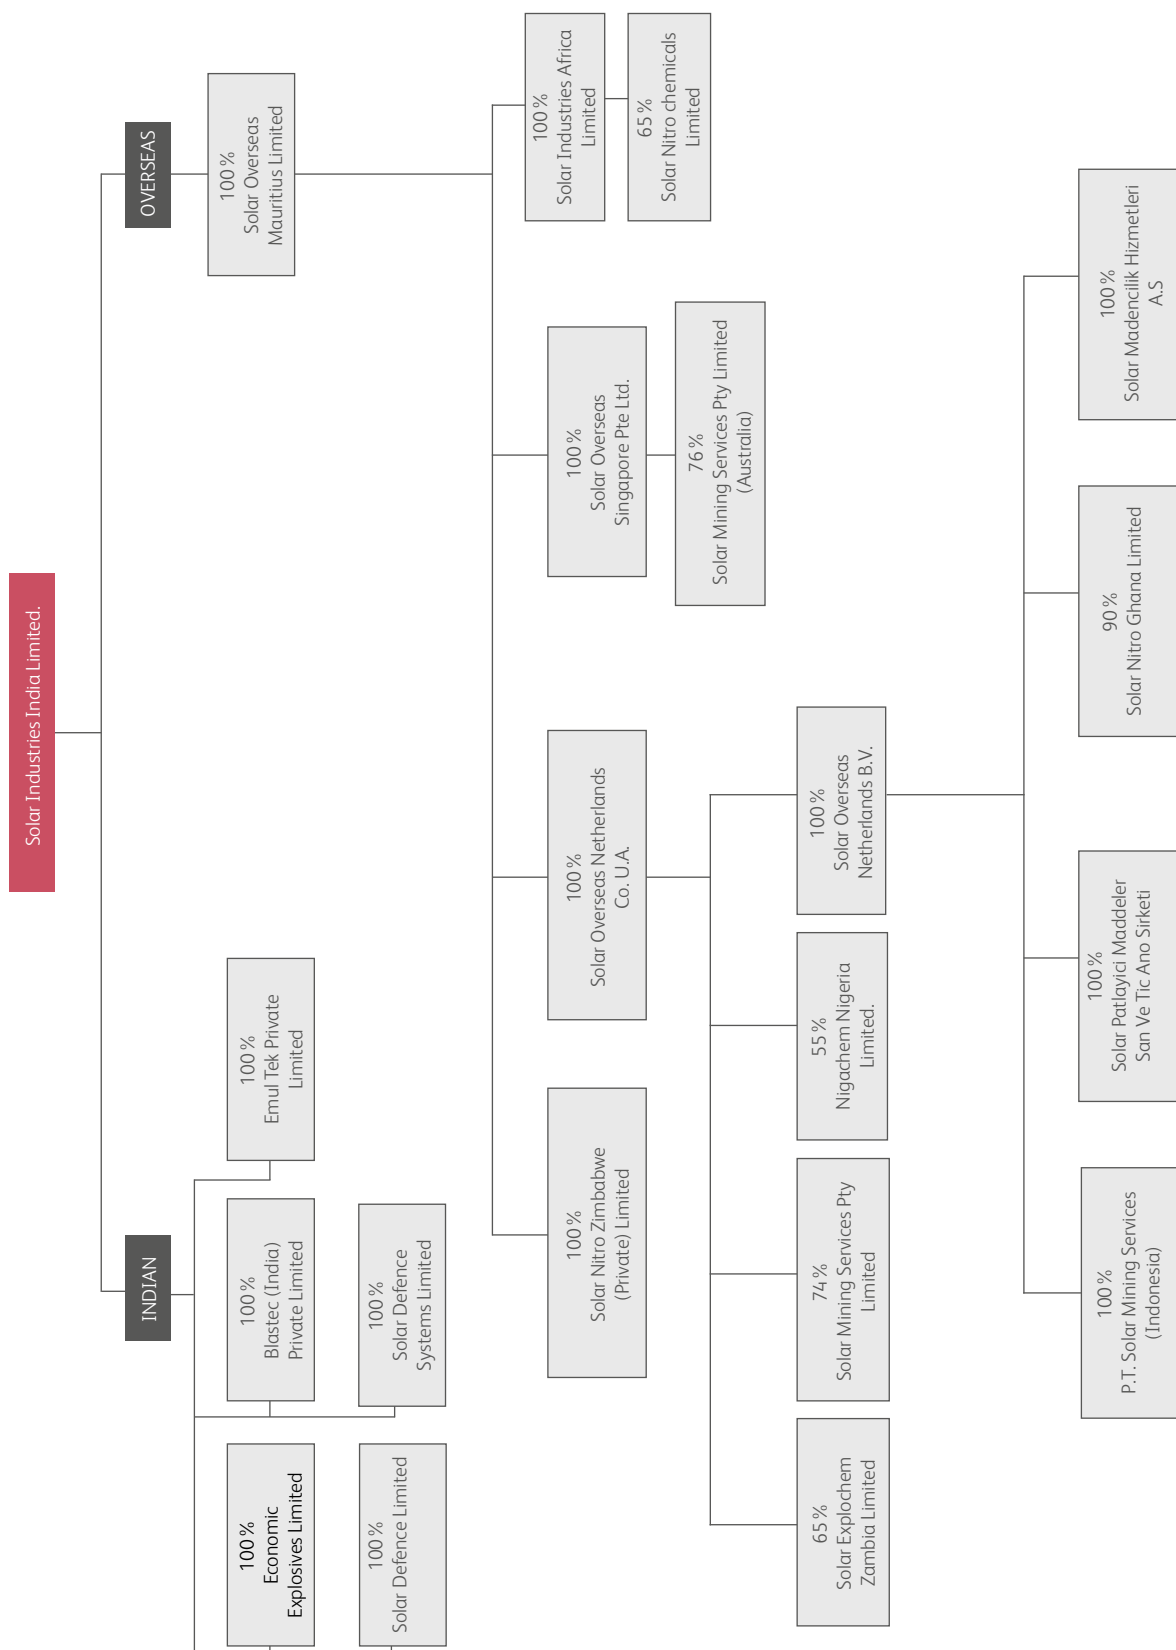 Solar Industries India Limited.
INDIAN
OVERSEAS
100%
Economic
Explosives Limited
100%
Blastec (India)
Private Limited
100%
Emul Tek Private
Limited
100%
Solar Defence Limited
100%
Solar Defence
Systems Limited
100%
Solar Overseas
Mauritius Limited
100%
Solar Nitro Zimbabwe
(Private) Limited
100%
Solar Overseas Netherlands
Co. U.A.
100%
Solar Overseas
Singapore Pte Ltd.
100%
Solar Industries Africa
Limited
65%
Solar Nitro chemicals
Limited
76%
Solar Mining Services Pty Limited
(Australia)
65%
Solar Explochem
Zambia Limited
74%
Solar Mining Services Pty
Limited
55%
Nigachem Nigeria
Limited.
100%
Solar Overseas
Netherlands B.V.
100%
P.T. Solar Mining Services
(Indonesia)
100%
Solar Patlayici Maddeler
San Ve Tic Ano Sirketi
90%
Solar Nitro Ghana Limited
100%
Solar Madencilik Hizmetleri
A.S